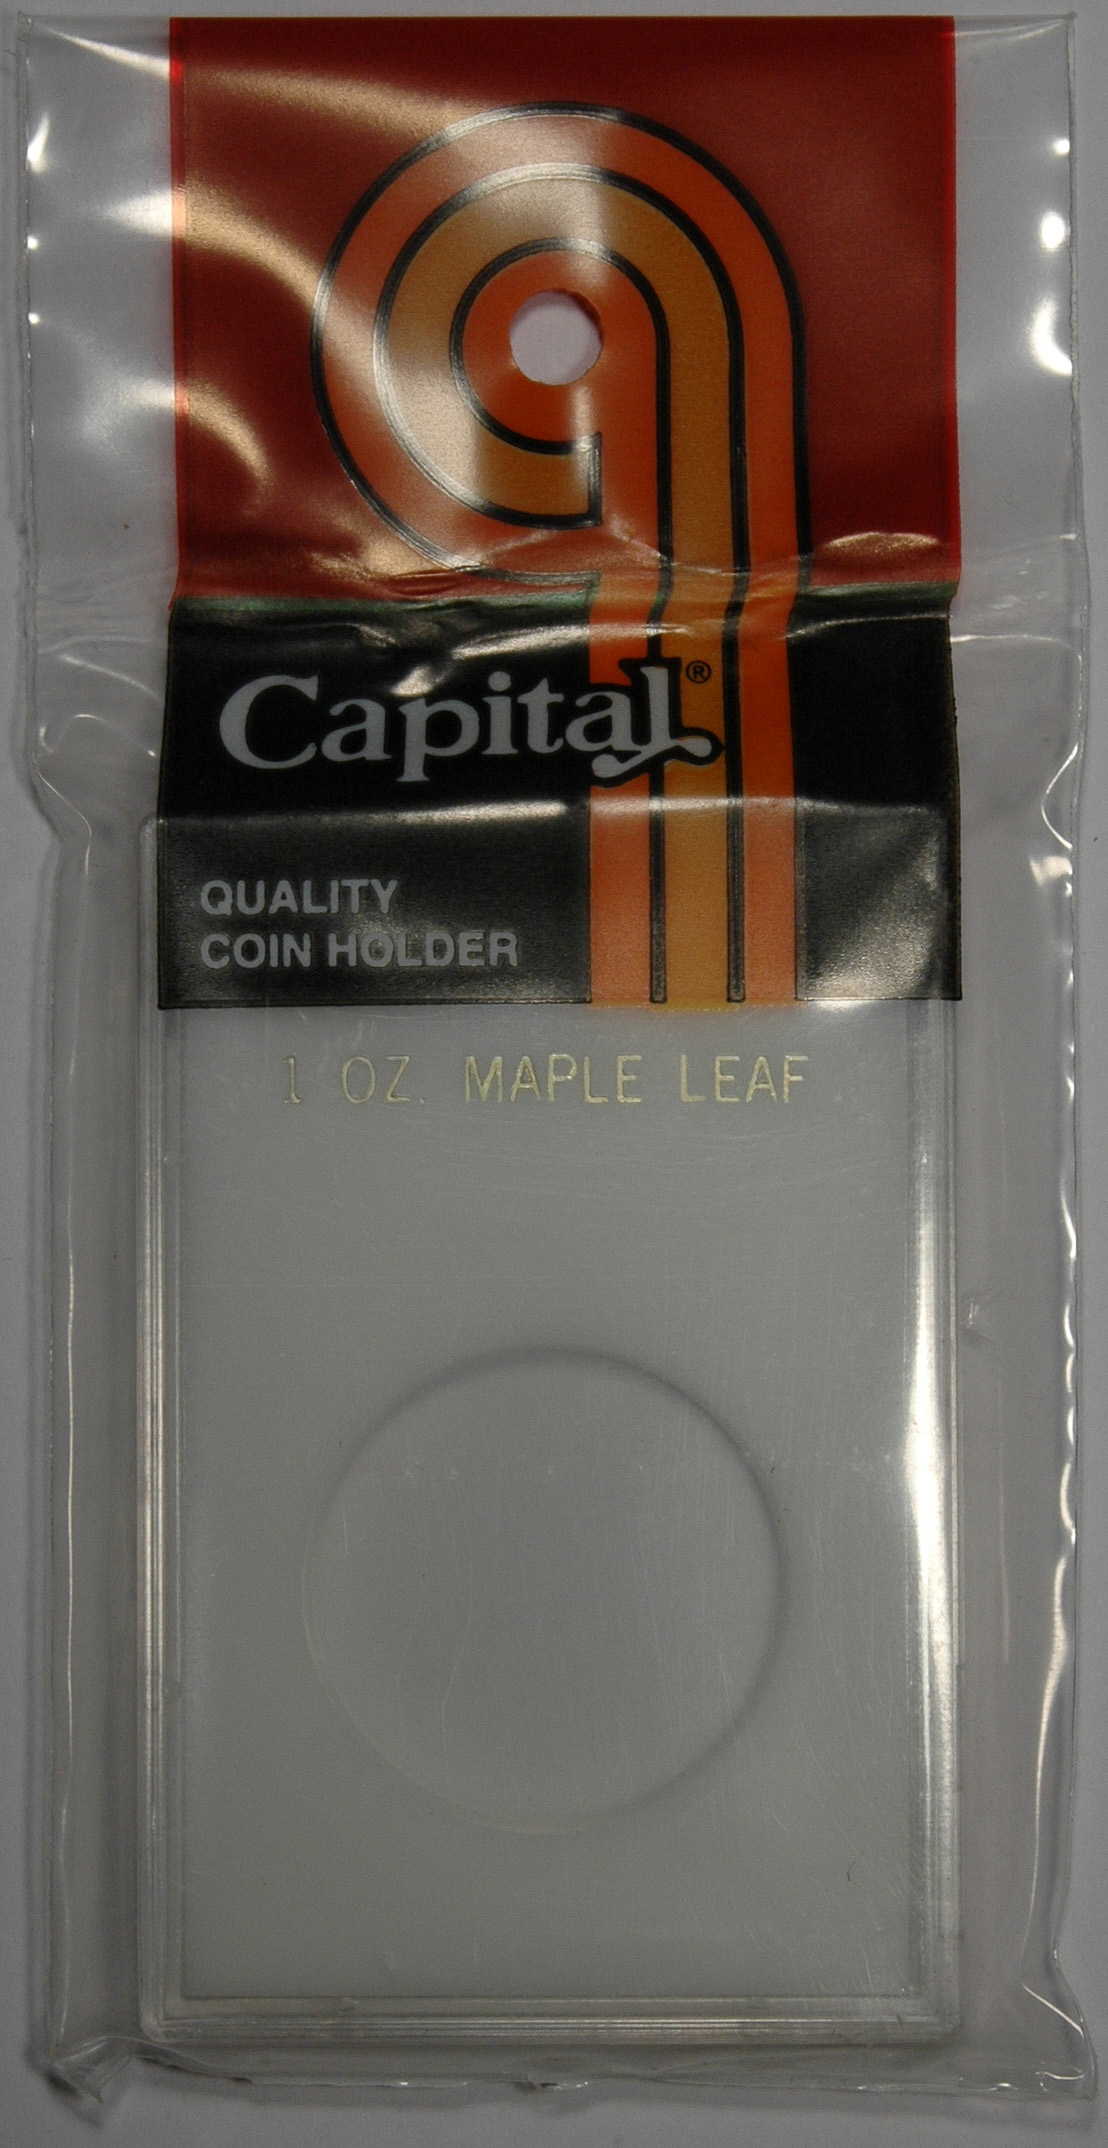 Capital®
QUALITY
COIN HOLDER
1 OZ. MAPLE LEAF